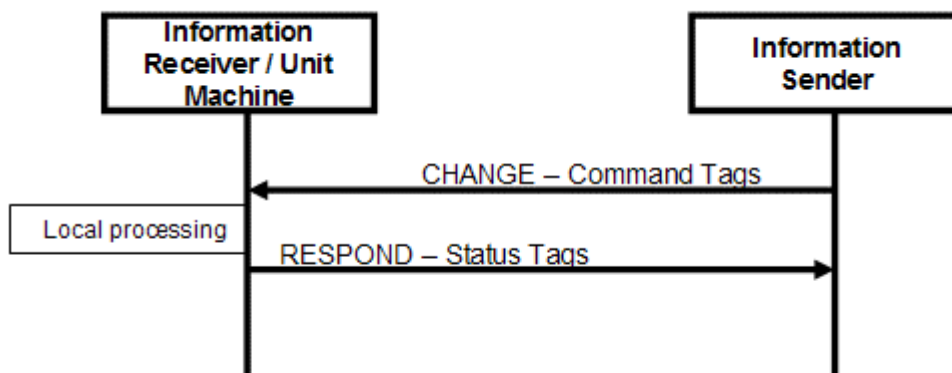 Information
Receiver / Unit
Machine
Information
Sender
CHANGE – Command Tags
Local processing
RESPOND – Status Tags